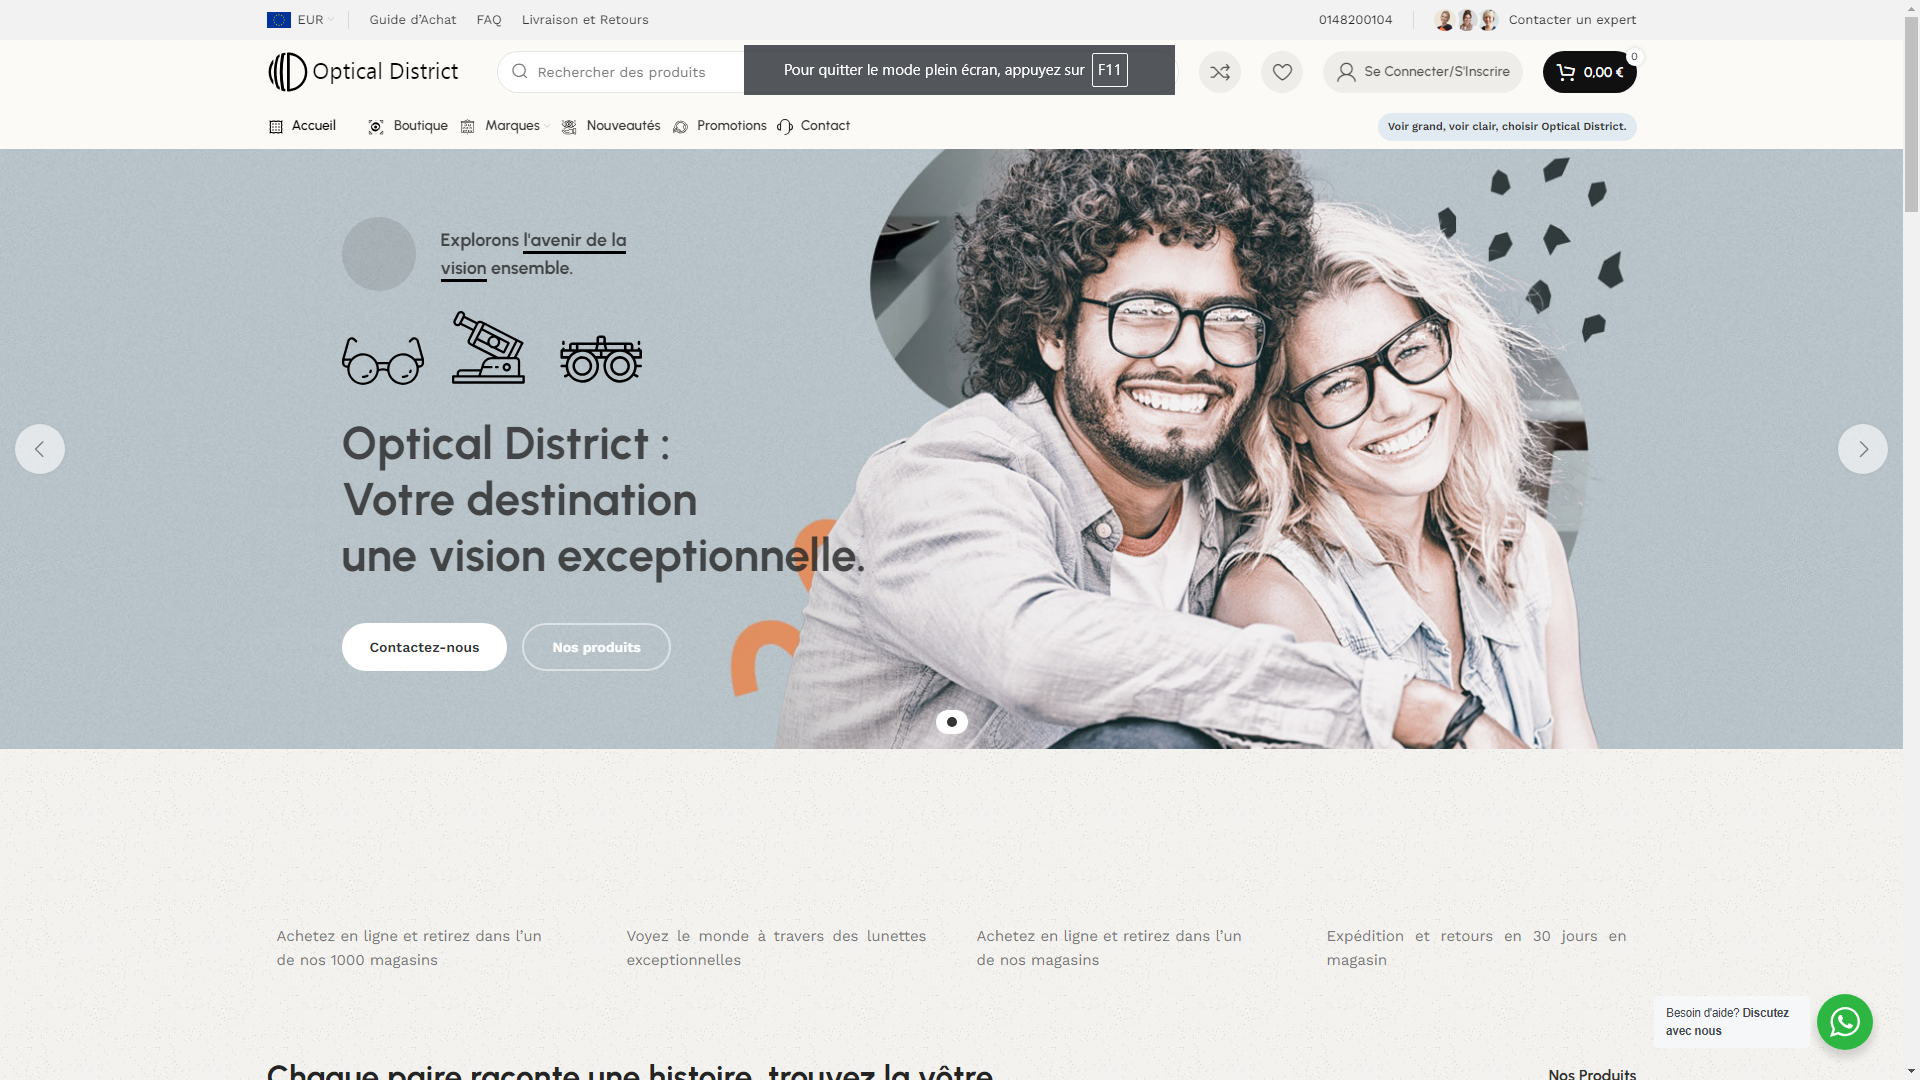 EUR
Guide d'Achat
FAQ
Livraison et Retours
0148200104
Contacter un expert
Optical District
Rechercher des produits
Pour quitter le mode plein écran, appuyez sur F11
Se Connecter/S'Inscrire
0
0,00 €
Accueil
Boutique
Marques
Nouveautés
Promotions
Contact
Voir grand, voir clair, choisir Optical District.
Explorons l'avenir de la
vision ensemble.
Optical District :
Votre destination
une vision exceptionnelle.
Contactez-nous
Nos produits
Achetez en ligne et retirez dans l’un
de nos 1000 magasins
Voyez le monde à travers des lunettes
exceptionnelles
Achetez en ligne et retirez dans l’un
de nos magasins
Expédition et retours en 30 jours en
magasin
Besoin d'aide? Discutez
avec nous
Chaque paire raconte une histoire, trouvez la vôtre
Nos Produits